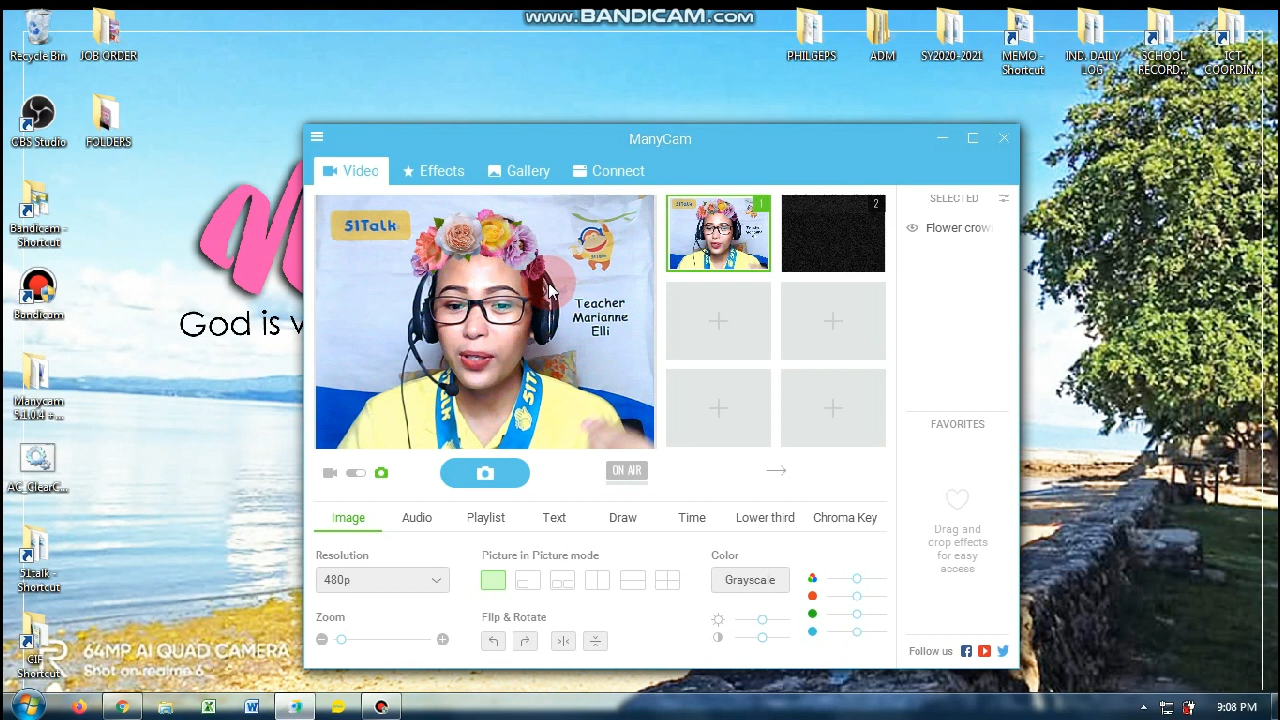 www.BANDICAM.com
Recycle Bin
JOB ORDER
PHILGEPS
ADM
SY2020-2021
MEMO - Shortcut
IND. DAILY LOG
SCHOOL RECORD...
ICT COORDIN...
OBS Studio
FOLDERS
Bandicam - Shortcut
Bandicam
Manycam 5.1.0.4 + ...
AC_ClearC...
51talk - Shortcut
GIF - Shortcut
God is
64MP AI QUAD CAMERA
Shot on realme 6
ManyCam
Video
Effects
Gallery
Connect
51Talk
Teacher
Marianne
Elli
1
2
SELECTED
Flower crow
FAVORITES
Drag and
drop effects
for easy
access
Follow us
ON AIR
Image
Audio
Playlist
Text
Draw
Time
Lower third
Chroma Key
Resolution
480p
Zoom
Picture in Picture mode
Flip & Rotate
Color
Grayscale
9:08 PM